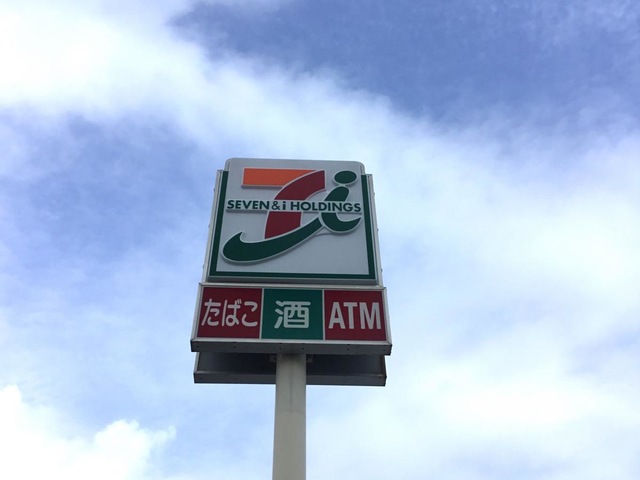 SEVEN & i HOLDINGS
たばこ 酒 ATM